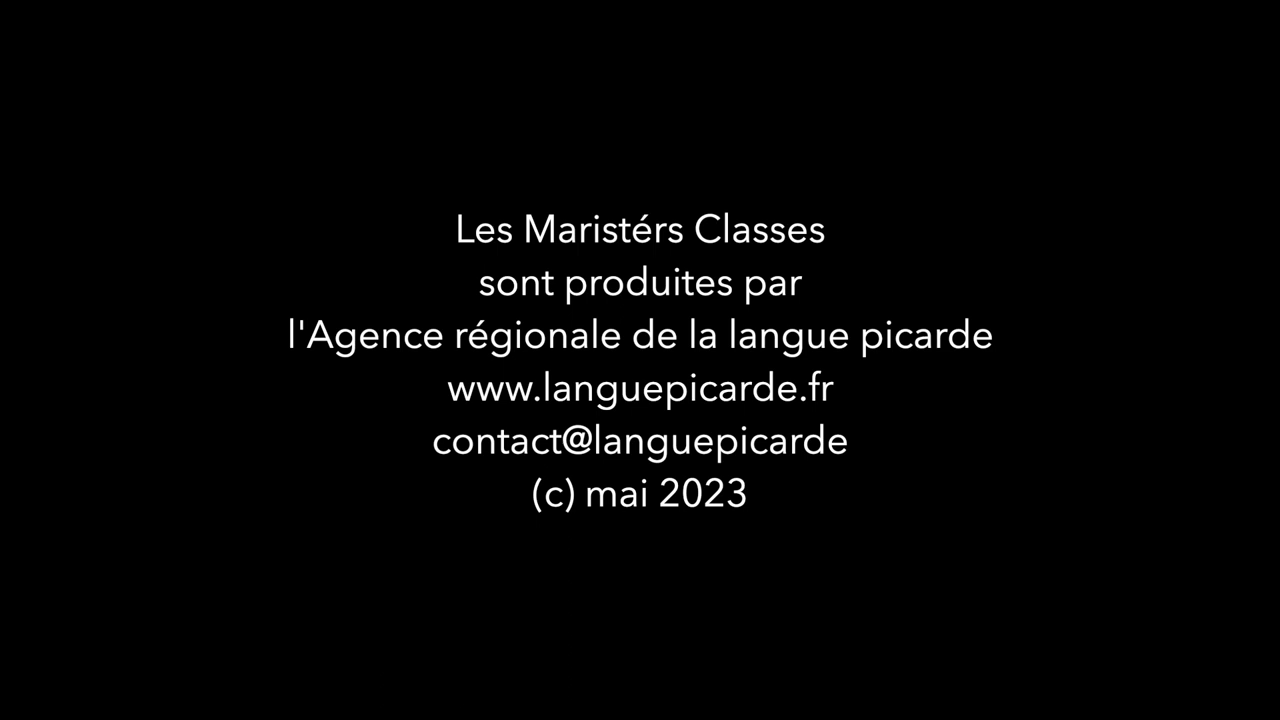 Les Maristérs Classes
sont produites par
l'Agence régionale de la langue picarde
www.languepicarde.fr
contact@languepicarde
(c) mai 2023